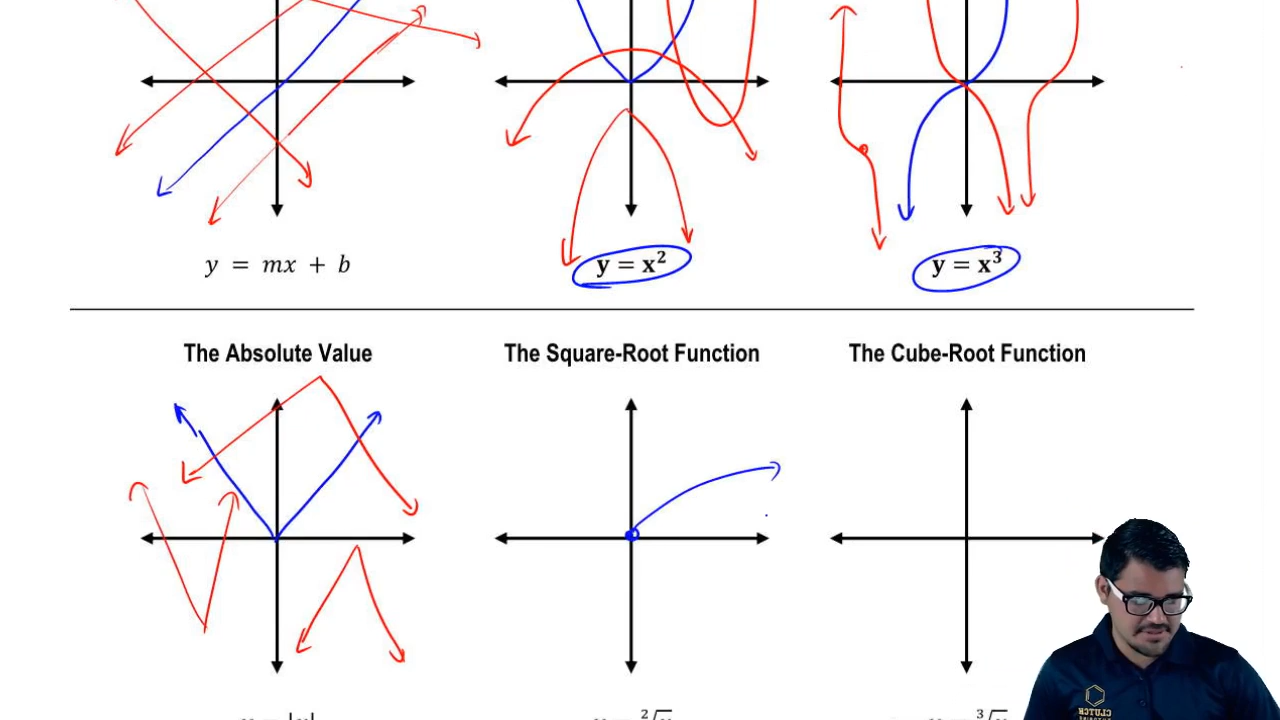 y = mx + b
y = x²
y = x³
The Absolute Value
The Square-Root Function
The Cube-Root Function